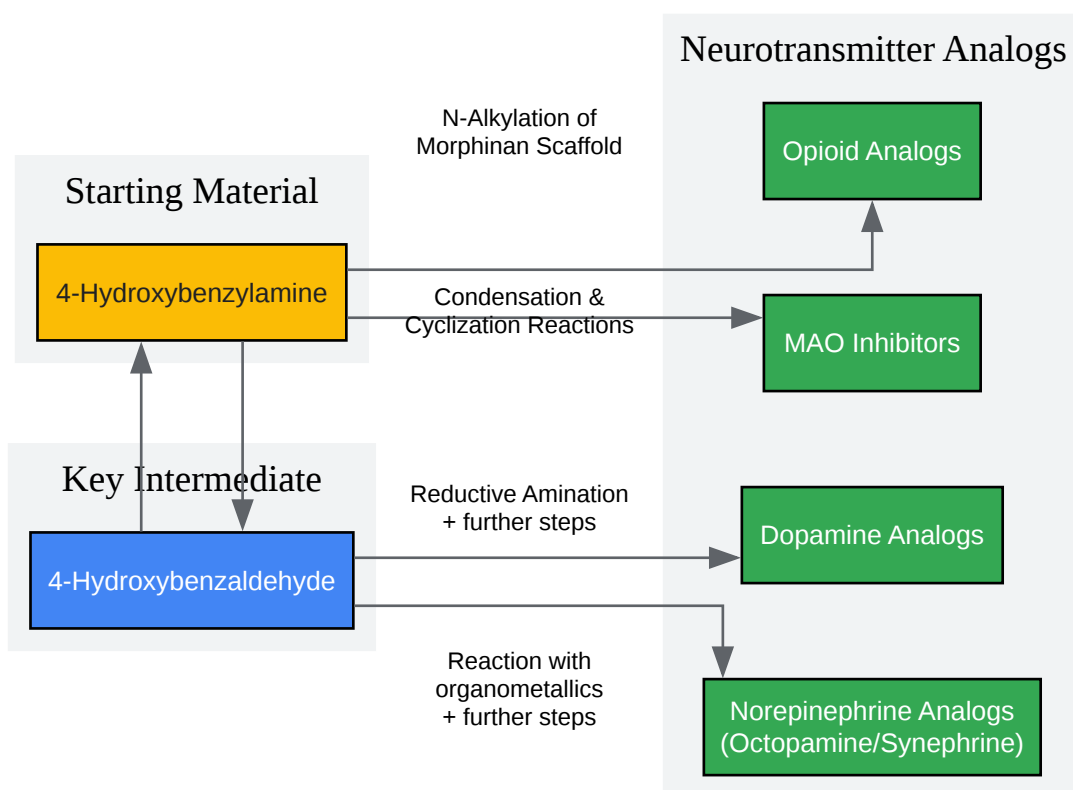 Neurotransmitter Analogs
N-Alkylation of
Morphinan Scaffold
Opioid Analogs
Starting Material
4-Hydroxybenzylamine
Condensation &
Cyclization Reactions
MAO Inhibitors
Key Intermediate
Reductive Amination
+ further steps
Dopamine Analogs
4-Hydroxybenzaldehyde
Reaction with
organometallics
+ further steps
Norepinephrine Analogs
(Octopamine/Synephrine)